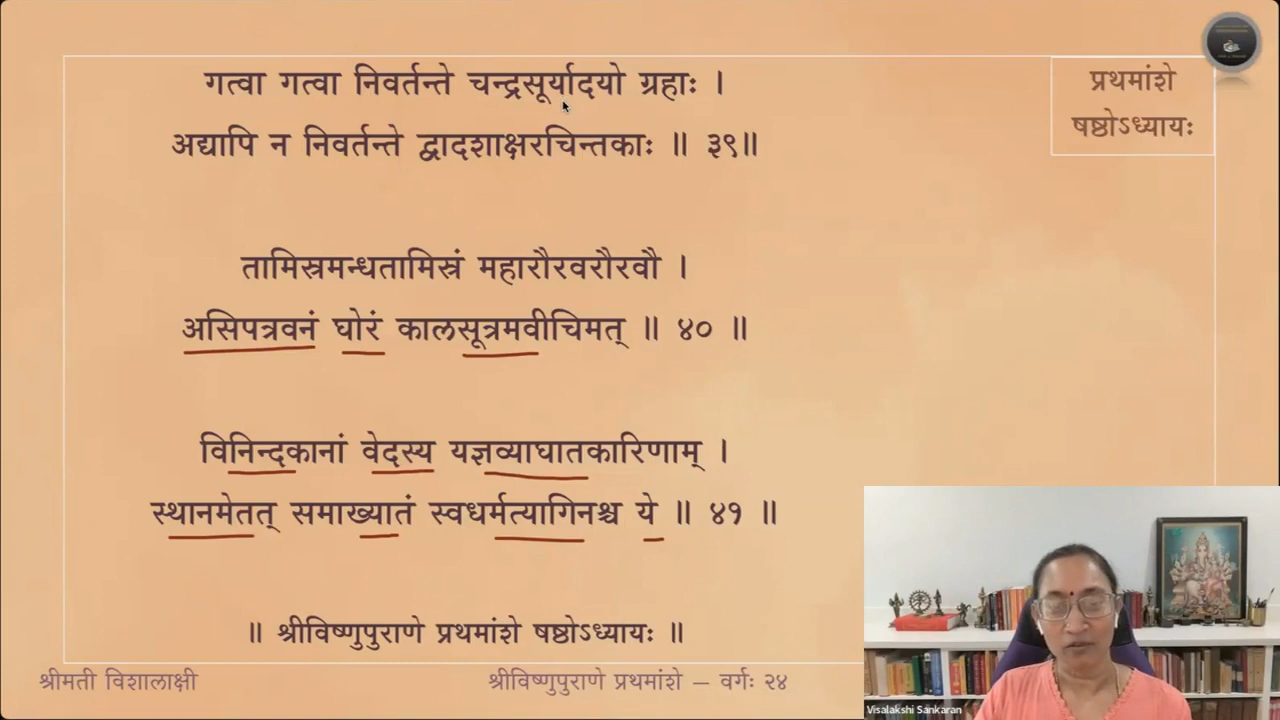 गत्वा गत्वा निवर्तन्ते चन्द्रसूर्यादयो ग्रहाः ।
अद्यापि न निवर्तन्ते द्वादशाक्षरचिन्तकाः ॥ ३९॥
तामिस्रमन्धतामिस्रं महारौरवरौरवौ ।
असिपत्रवनं घोरं कालसूत्रमवीचिमत् ॥ ४० ॥
विनिन्दकानां वेदस्य यज्ञव्याघातकारिणाम् ।
स्थानमेतत् समाख्यातं स्वधर्मत्यागिनश्च ये ॥ ४१ ॥
॥ श्रीविष्णुपुराणे प्रथमांशे षष्ठोऽध्यायः ॥
प्रथमांशे
षष्ठोऽध्यायः
श्रीमती विशालाक्षी
श्रीविष्णुपुराणे प्रथमांशे – वर्गः २४
Visalakshi Sankaran